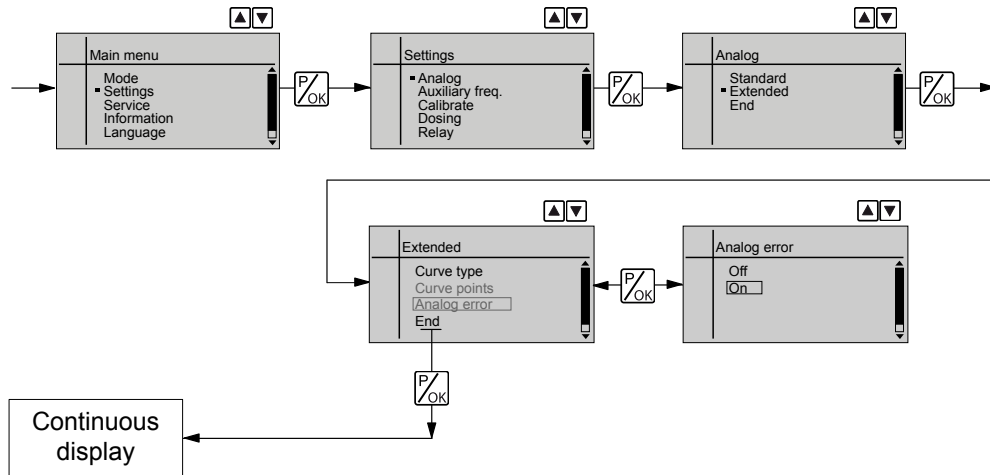 Main menu
Mode
Settings
Service
Information
Language
P/OK
Settings
Analog
Auxiliary freq.
Calibrate
Dosing
Relay
P/OK
Analog
Standard
Extended
End
P/OK
Extended
Curve type
Curve points
Analog error
End
P/OK
Analog error
Off
On
P/OK
Continuous
display